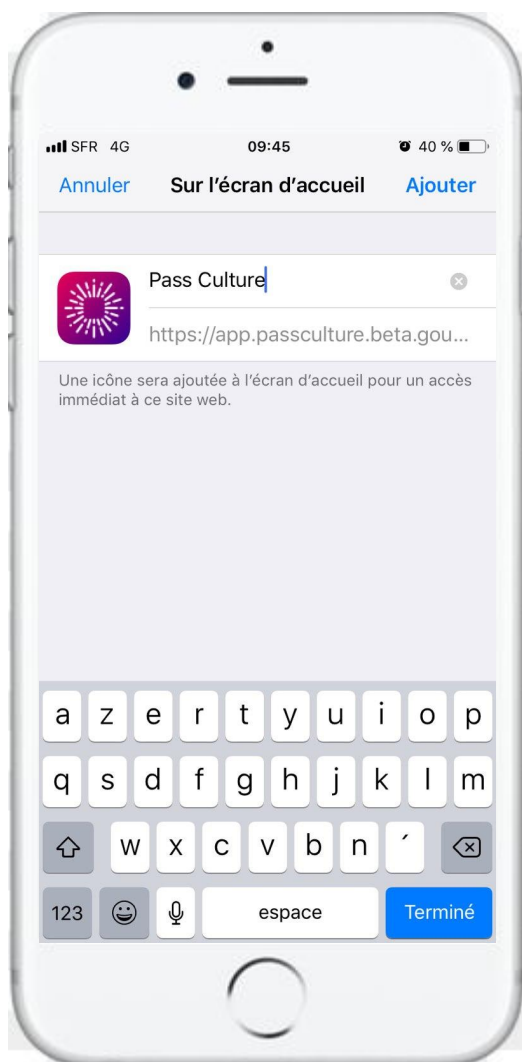 SFR 4G 09:45 40 %
Annuler Sur l'écran d'accueil Ajouter
Pass Culture
https://app.passculture.beta.gou...
Une icône sera ajoutée à l'écran d'accueil pour un accès
immédiat à ce site web.
a z e r t y u i o p
q s d f g h j k l m
w x c v b n ´
123 espace Terminé